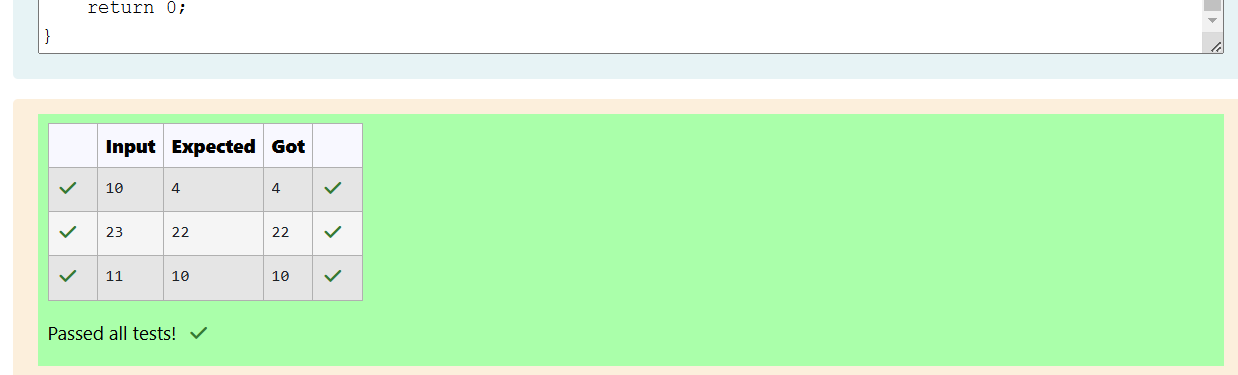 return 0;
}
Input Expected Got
10 4 4
23 22 22
11 10 10
Passed all tests!